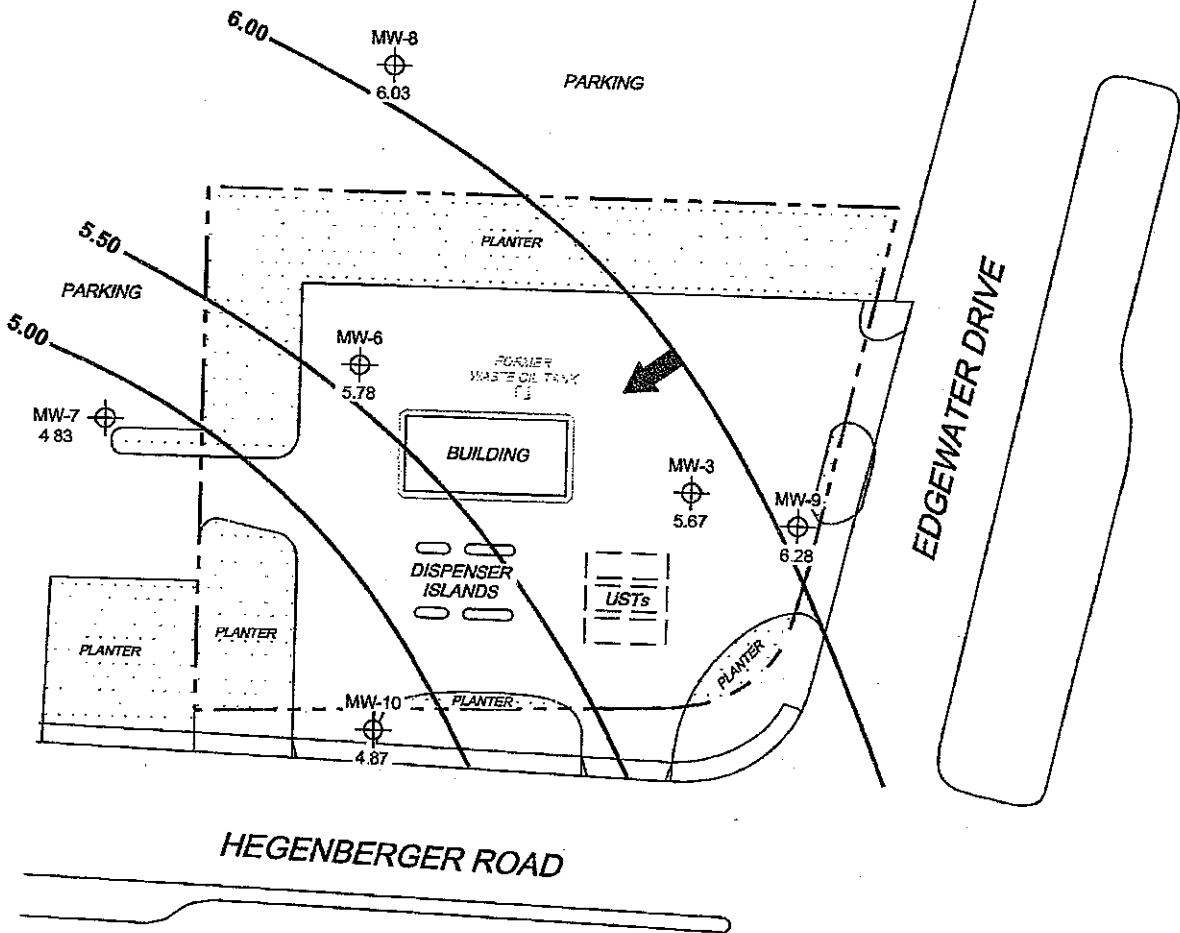 6.00
MW-8
6.03
PARKING
PLANTER
5.50
PARKING
5.00
MW-6
5.78
FORMER
WASTE OIL TANK
MW-7
4 83
BUILDING
MW-3
5.67
MW-9
6.28
EDGEWATER DRIVE
DISPENSER
ISLANDS
USTs
PLANTER
PLANTER
PLANTER
MW-10
4.87
PLANTER
HEGENBERGER ROAD